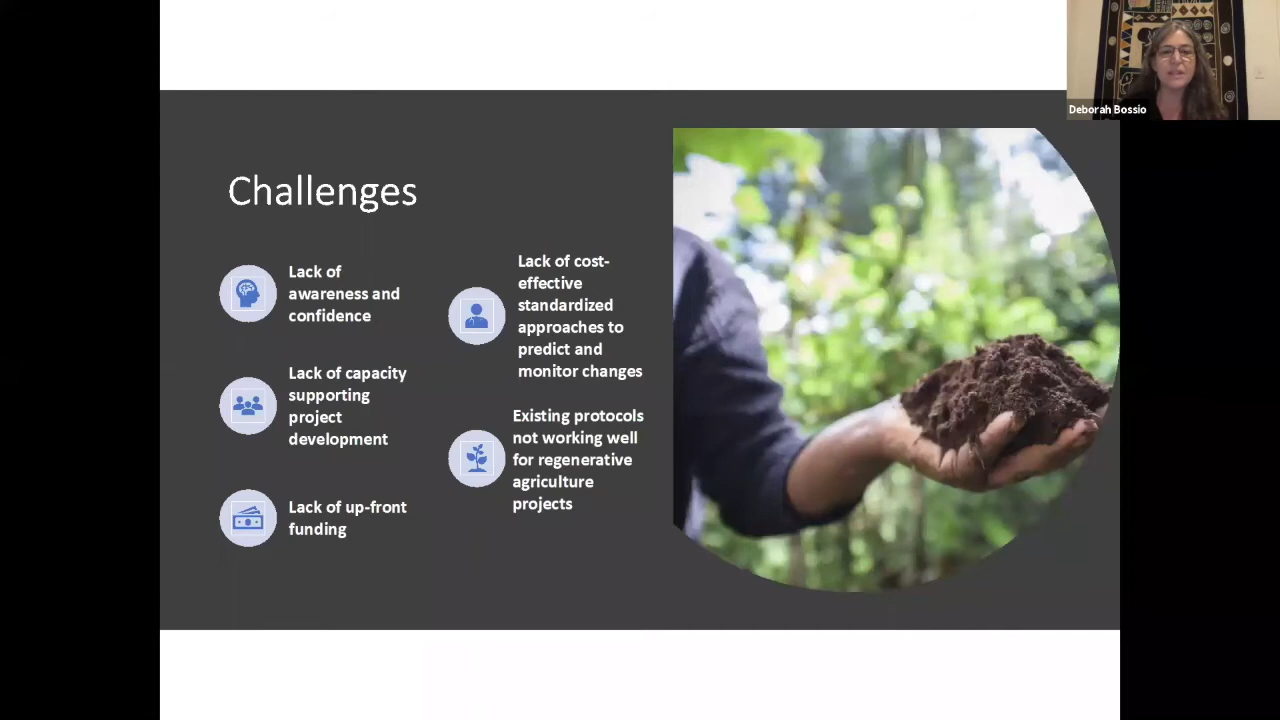 Deborah Bossio
Challenges
Lack of
awareness and
confidence
Lack of capacity
supporting
project
development
Lack of up-front
funding
Lack of cost-
effective
standardized
approaches to
predict and
monitor changes
Existing protocols
not working well
for regenerative
agriculture
projects